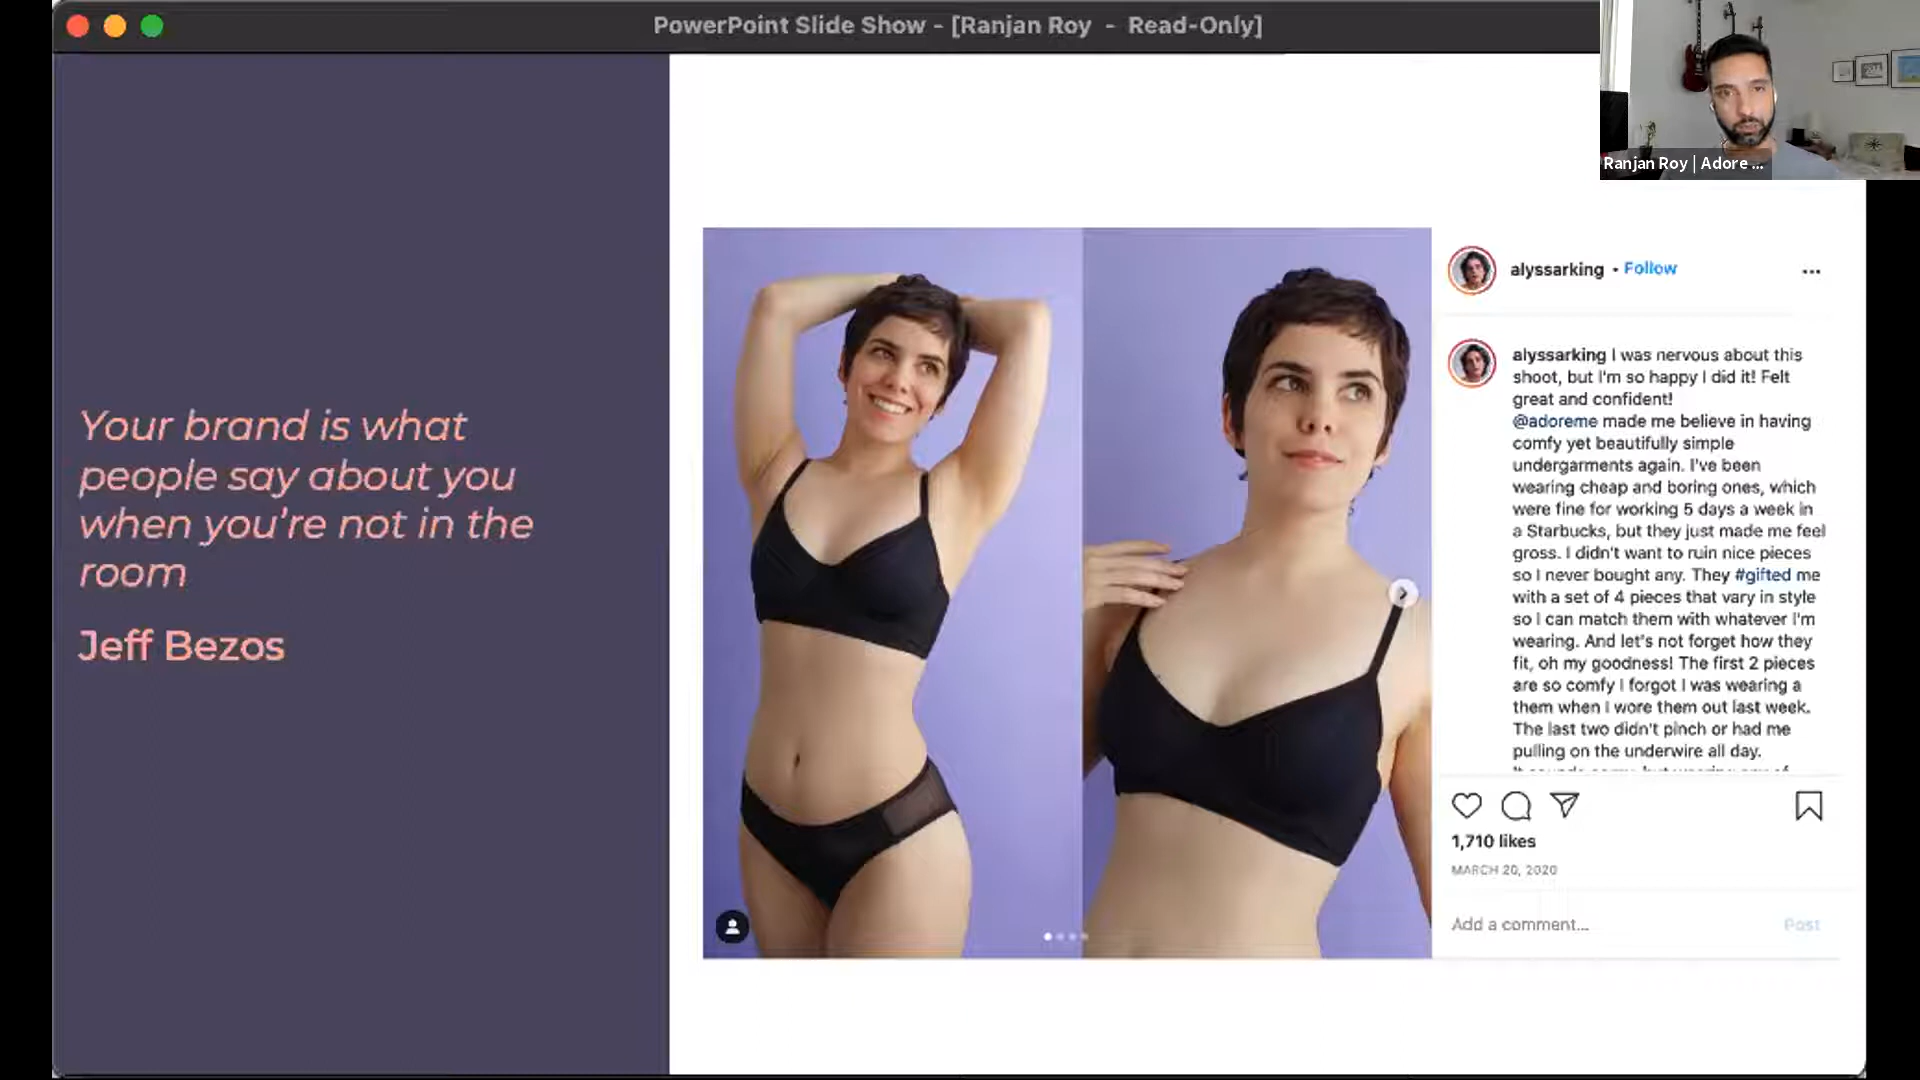 PowerPoint Slide Show - [Ranjan Roy - Read-Only]
Ranjan Roy | Adore ...
Your brand is what
people say about you
when you're not in the
room
Jeff Bezos
alyssarking • Follow
alyssarking I was nervous about this
shoot, but I'm so happy I did it! Felt
great and confident!
@adoreme made me believe in having
comfy yet beautifully simple
undergarments again. I've been
wearing cheap and boring ones, which
were fine for working 5 days a week in
a Starbucks, but they just made me feel
gross. I didn't want to ruin nice pieces
so I never bought any. They #gifted me
with a set of 4 pieces that vary in style
so I can match them with whatever I'm
wearing. And let's not forget how they
fit, oh my goodness! The first 2 pieces
are so comfy I forgot I was wearing a
them when I wore them out last week.
The last two didn't pinch or had me
pulling on the underwire all day.
1,710 likes
MARCH 20, 2020
Add a comment...
Post